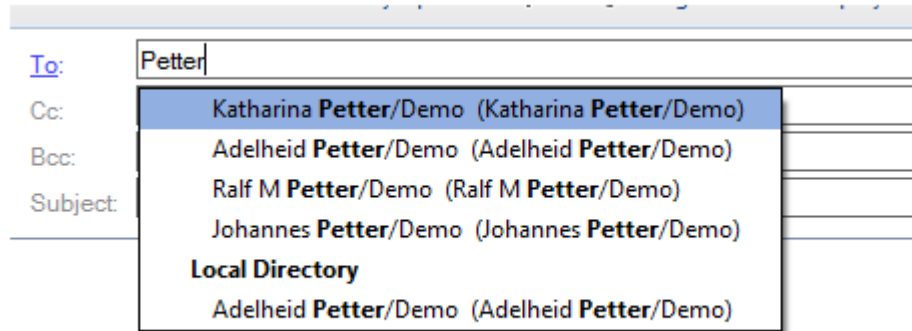 To: Petter
Cc: Katharina Petter/Demo (Katharina Petter/Demo)
Bcc: Adelheid Petter/Demo (Adelheid Petter/Demo)
Subject: Ralf M Petter/Demo (Ralf M Petter/Demo)
Johannes Petter/Demo (Johannes Petter/Demo)
Local Directory
Adelheid Petter/Demo (Adelheid Petter/Demo)